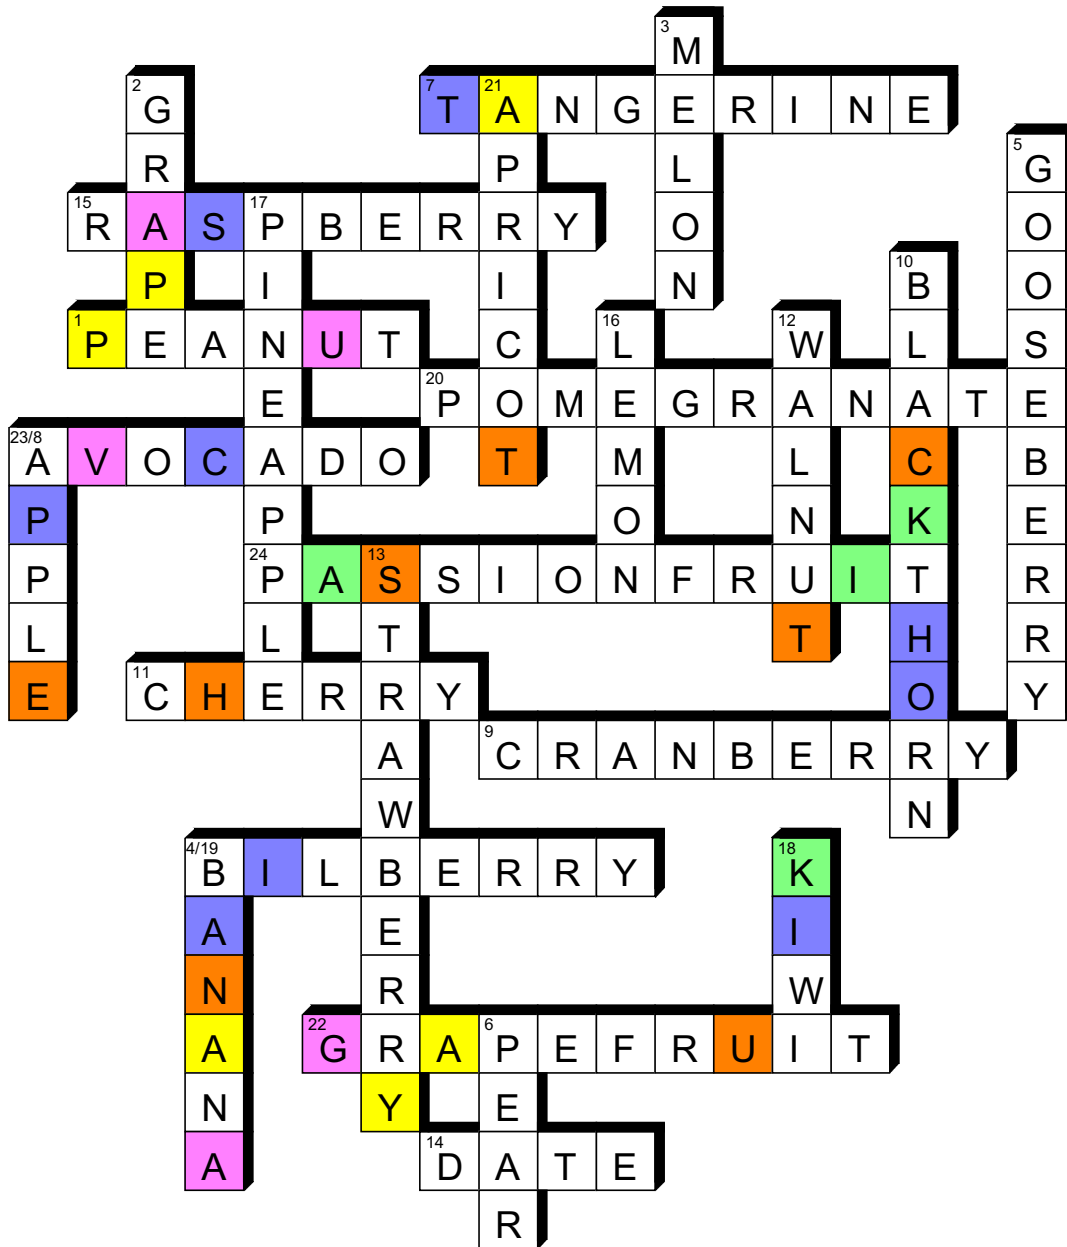 3 M
2 G 7 T 21 A N G E R I N E
R P L 5 G
15 R A S 17 P B E R R Y O O
P I I N 10 B O
1 P E A N U T C 16 L 12 W L S
E 20 P O M E G R A N A T E
23/8 A V O C A D O T M L C B
P P O N K E
P 24 P A 13 S S I O N F R U I T R
L L T T H R
E 11 C H E R R Y O Y
A 9 C R A N B E R R Y
W N
4/19 B I L B E R R Y 18 K
A E I
N R W
A 22 G R A 6 P E F R U I T
N Y E
A 14 D A T E
R